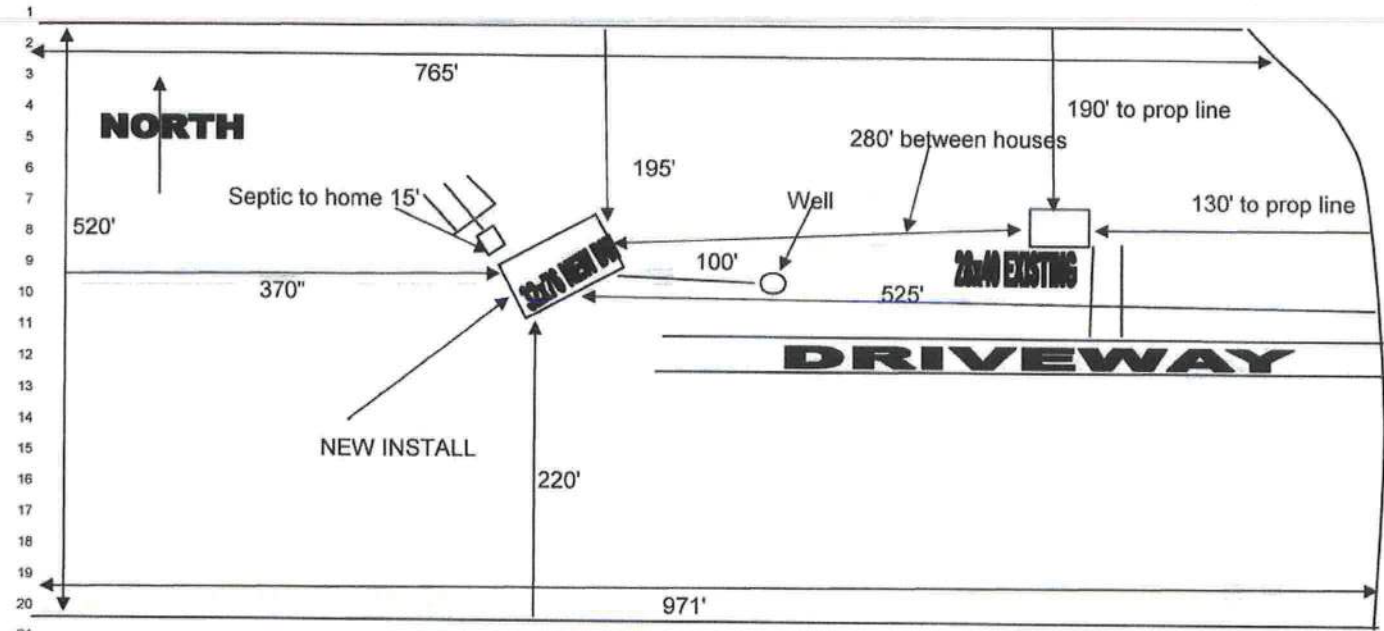 1
2
3
4
5
6
7
8
9
10
11
12
13
14
15
16
17
18
19
20
765'
NORTH
190' to prop line
280' between houses
195'
Septic to home 15'
Well
130' to prop line
520'
32x76 NEW
100'
EXISTING
370"
525'
DRIVEWAY
NEW INSTALL
220'
971'